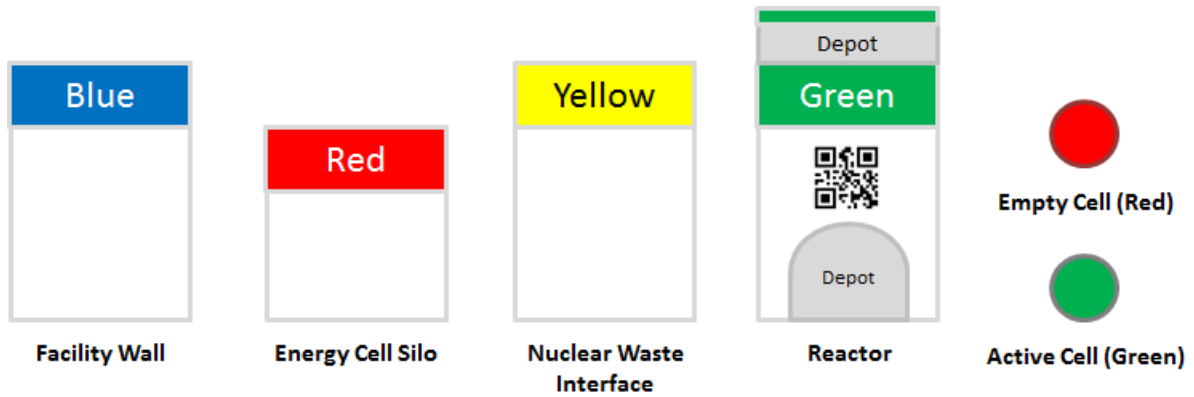 Blue
Red
Yellow
Depot
Green
Depot
Facility Wall
Energy Cell Silo
Nuclear Waste
Interface
Reactor
Empty Cell (Red)
Active Cell (Green)